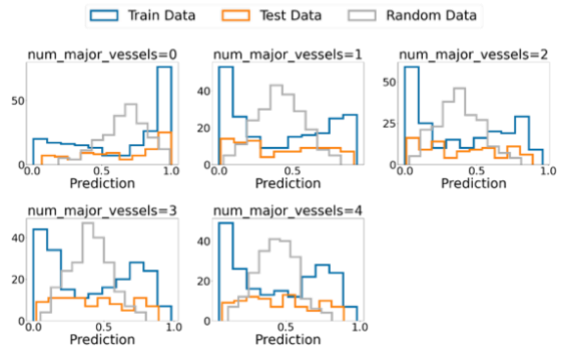 Train Data Test Data Random Data
num_major_vessels=0 num_major_vessels=1 num_major_vessels=2
50
0
0.0 0.5 1.0
Prediction
40
20
0
0.5
Prediction
50
25
0
0.0 0.5 1.0
Prediction
num_major_vessels=3 num_major_vessels=4
40
20
0
0.0 0.5 1.0
Prediction
40
20
0
0.5 1.0
Prediction